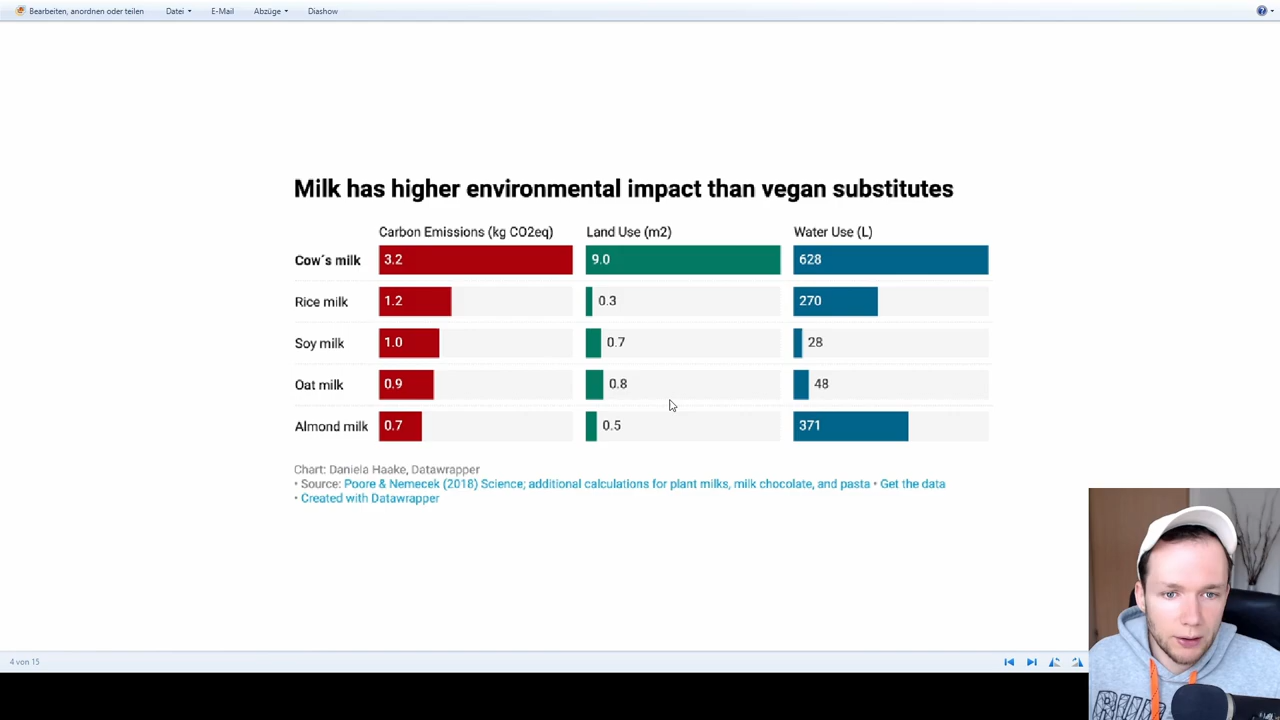 Bearbeiten, anordnen oder teilen Datei E-Mail Abzüge Diashow
Milk has higher environmental impact than vegan substitutes
Carbon Emissions (kg CO2eq) Land Use (m2) Water Use (L)
Cow´s milk 3.2 9.0 628
Rice milk 1.2 0.3 270
Soy milk 1.0 0.7 28
Oat milk 0.9 0.8 48
Almond milk 0.7 0.5 371
Chart: Daniela Haake, Datawrapper
• Source: Poore & Nemecek (2018) Science; additional calculations for plant milks, milk chocolate, and pasta • Get the data
• Created with Datawrapper
4 von 15